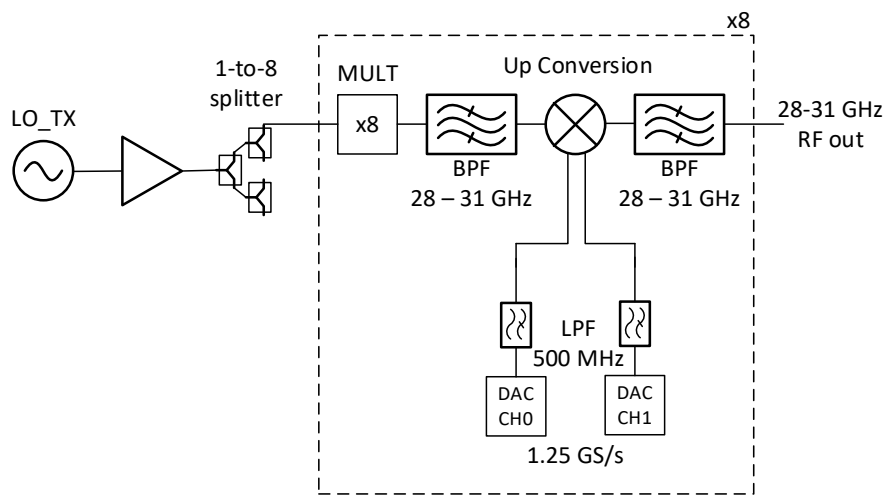 x8
1-to-8
splitter
MULT
Up Conversion
LO_TX
x8
28-31 GHz
RF out
BPF
28 – 31 GHz
BPF
28 – 31 GHz
LPF
500 MHz
DAC
CH0
DAC
CH1
1.25 GS/s